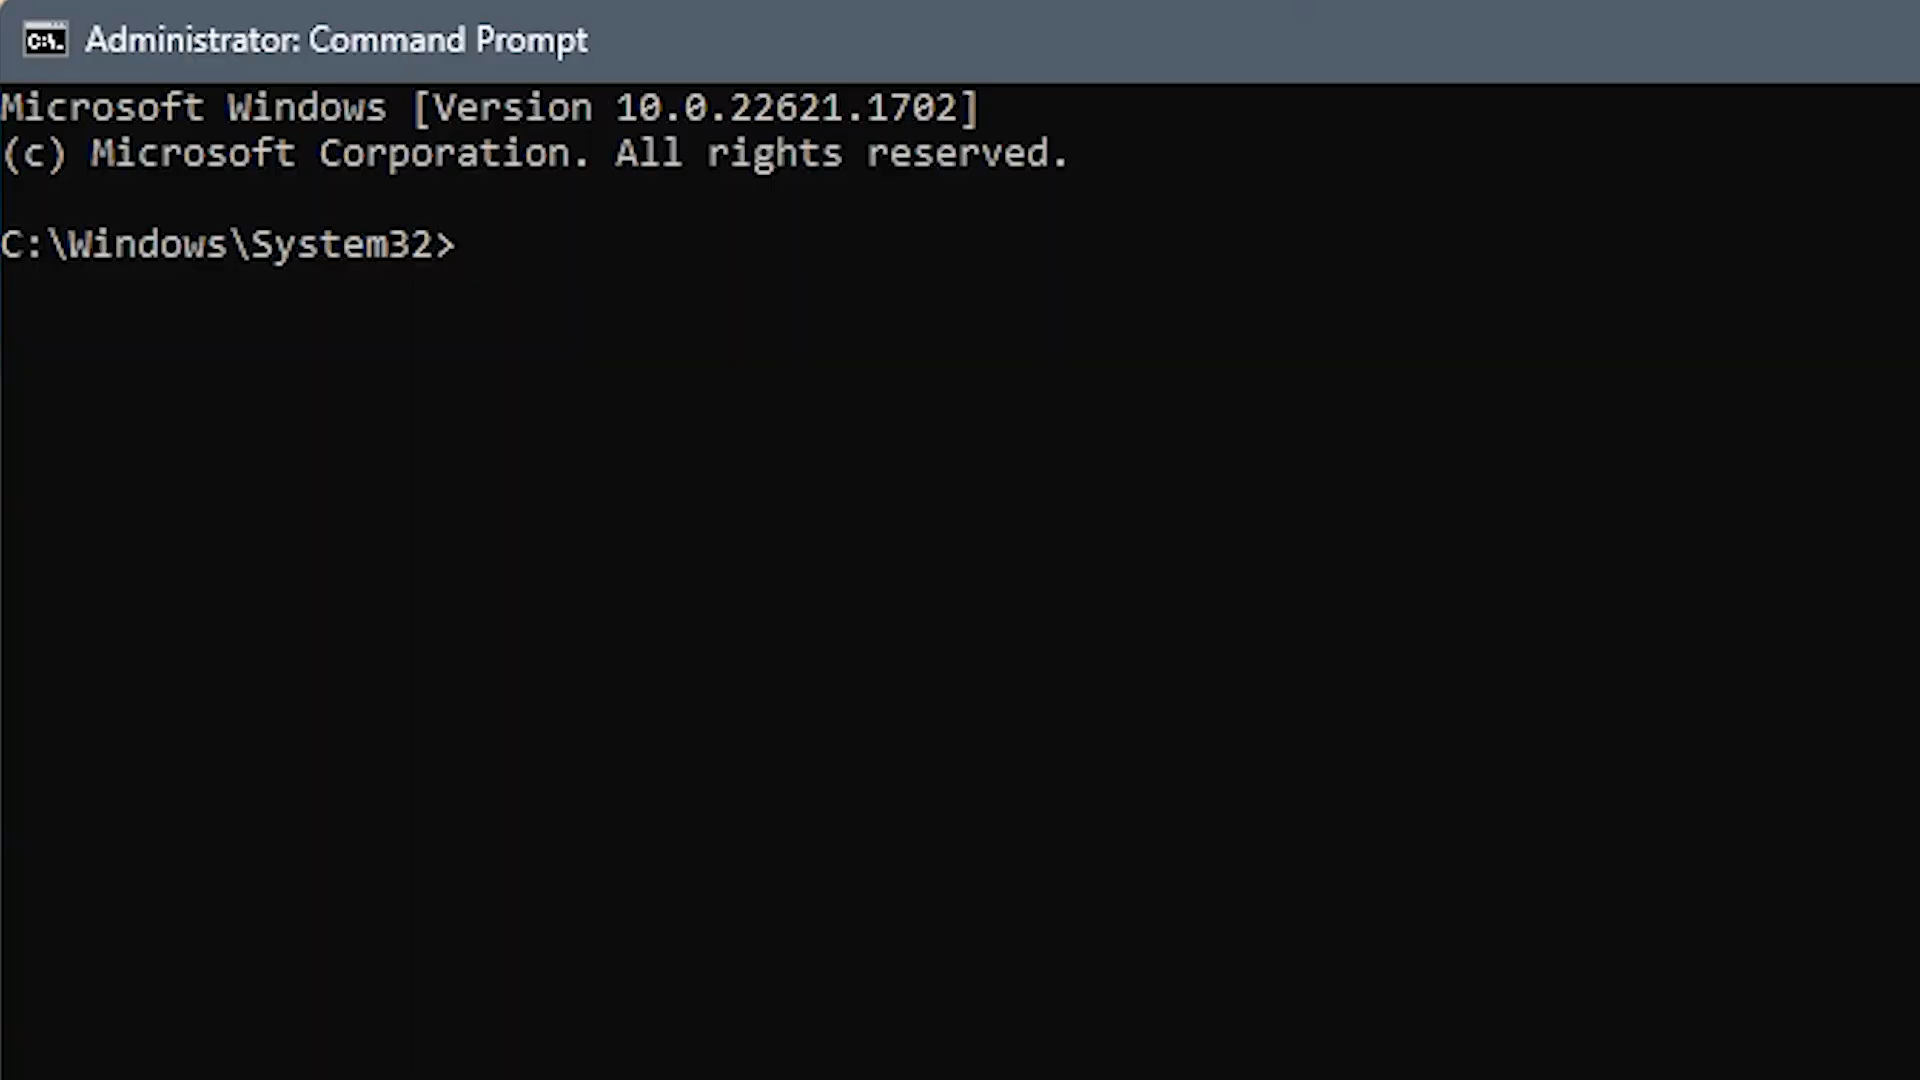 C:\.
Administrator: Command Prompt
Microsoft Windows [Version 10.0.22621.1702]
(c) Microsoft Corporation. All rights reserved.
C:\Windows\System32>